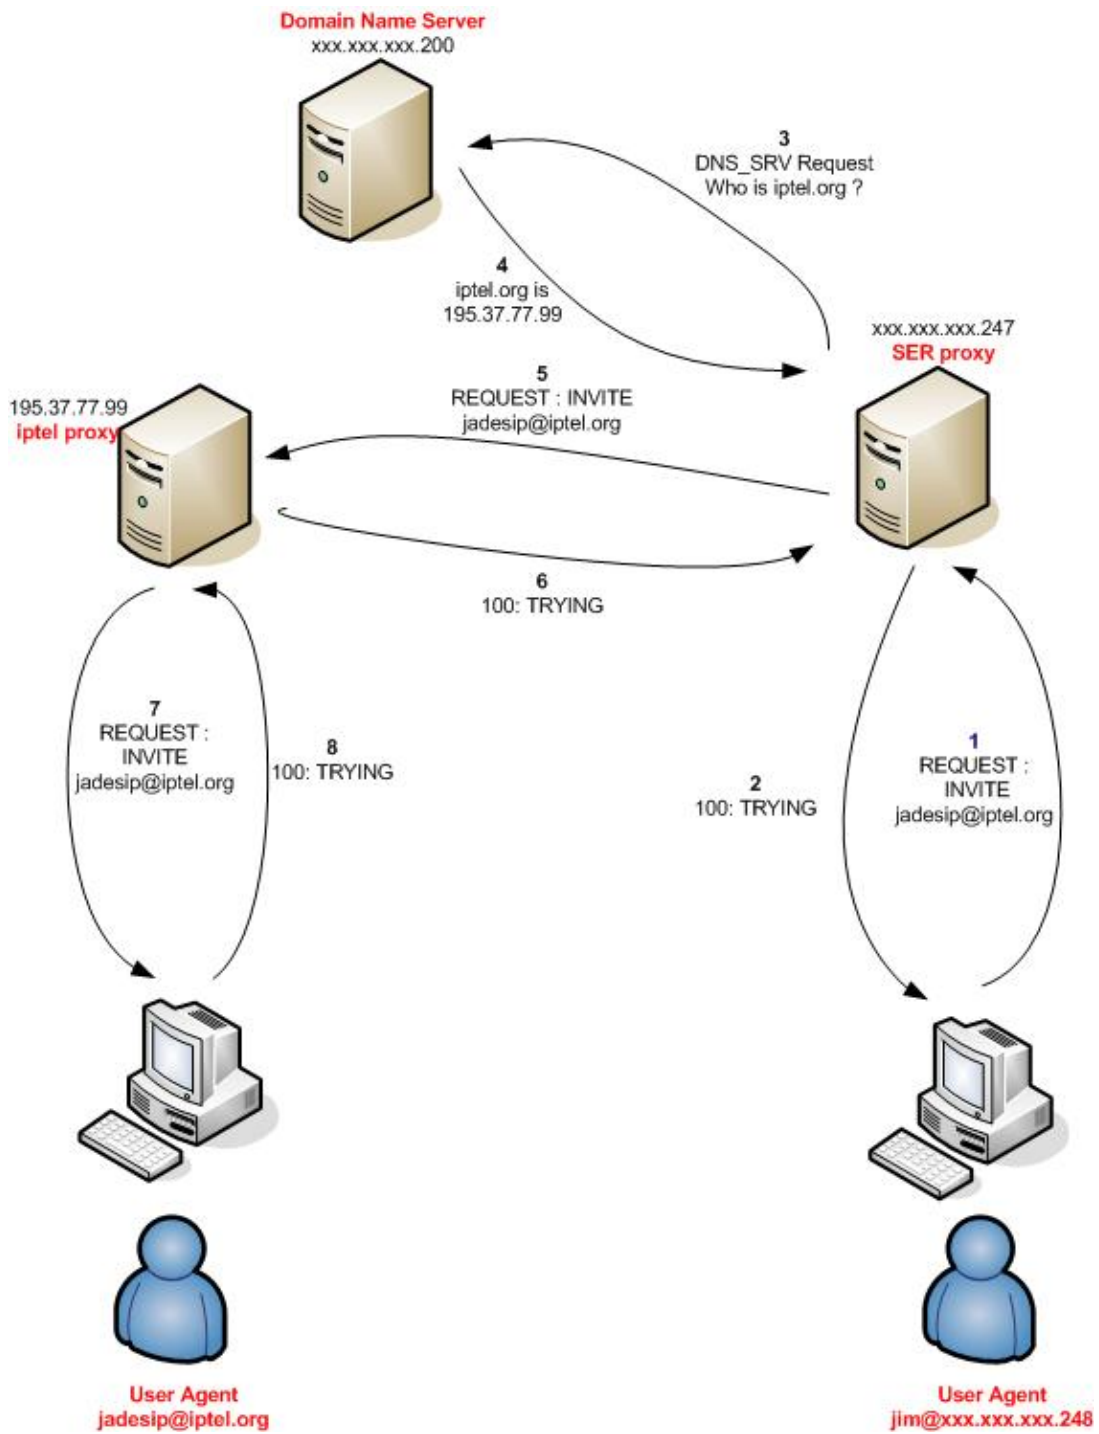 Domain Name Server
xxx.xxx.xxx.200
3
DNS_SRV Request
Who is iptel.org ?
4
iptel.org is
195.37.77.99
xxx.xxx.xxx.247
SER proxy
5
REQUEST : INVITE
jadesip@iptel.org
195.37.77.99
iptel proxy
6
100: TRYING
7
REQUEST :
INVITE
jadesip@iptel.org
8
100: TRYING
2
100: TRYING
1
REQUEST :
INVITE
jadesip@iptel.org
User Agent
jadesip@iptel.org
User Agent
jim@xxx.xxx.xxx.248